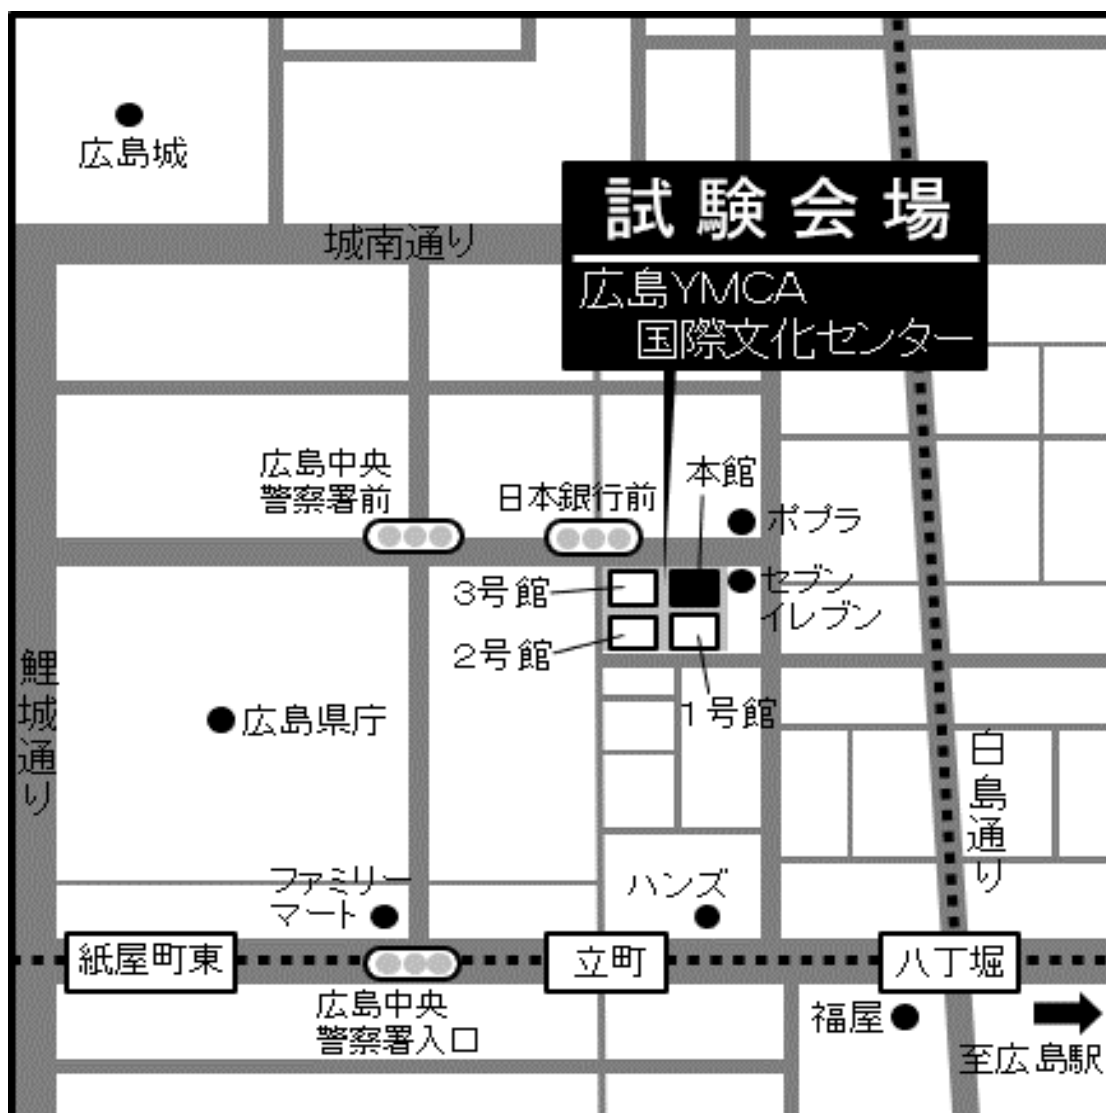 広島城
城南通り
試験会場
広島YMCA
国際文化センター
広島中央
警察署前
日本銀行前
本館
ポプラ
3号館
セブン
イレブン
2号館
1号館
鯉城通り
広島県庁
白島通り
ファミリー
マート
ハンズ
紙屋町東
立町
八丁堀
広島中央
警察署入口
福屋
至広島駅